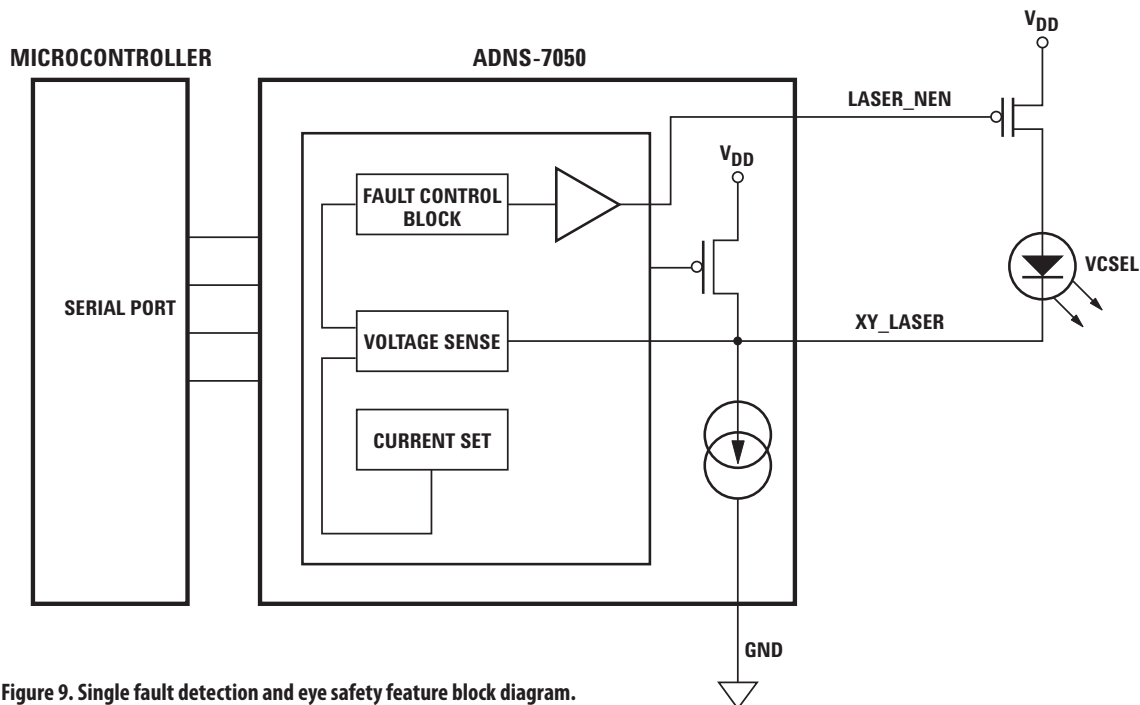 MICROCONTROLLER
ADNS-7050
VDD
LASER_NEN
VDD
FAULT CONTROL
BLOCK
VCSEL
SERIAL PORT
VOLTAGE SENSE
XY_LASER
CURRENT SET
GND
Figure 9. Single fault detection and eye safety feature block diagram.